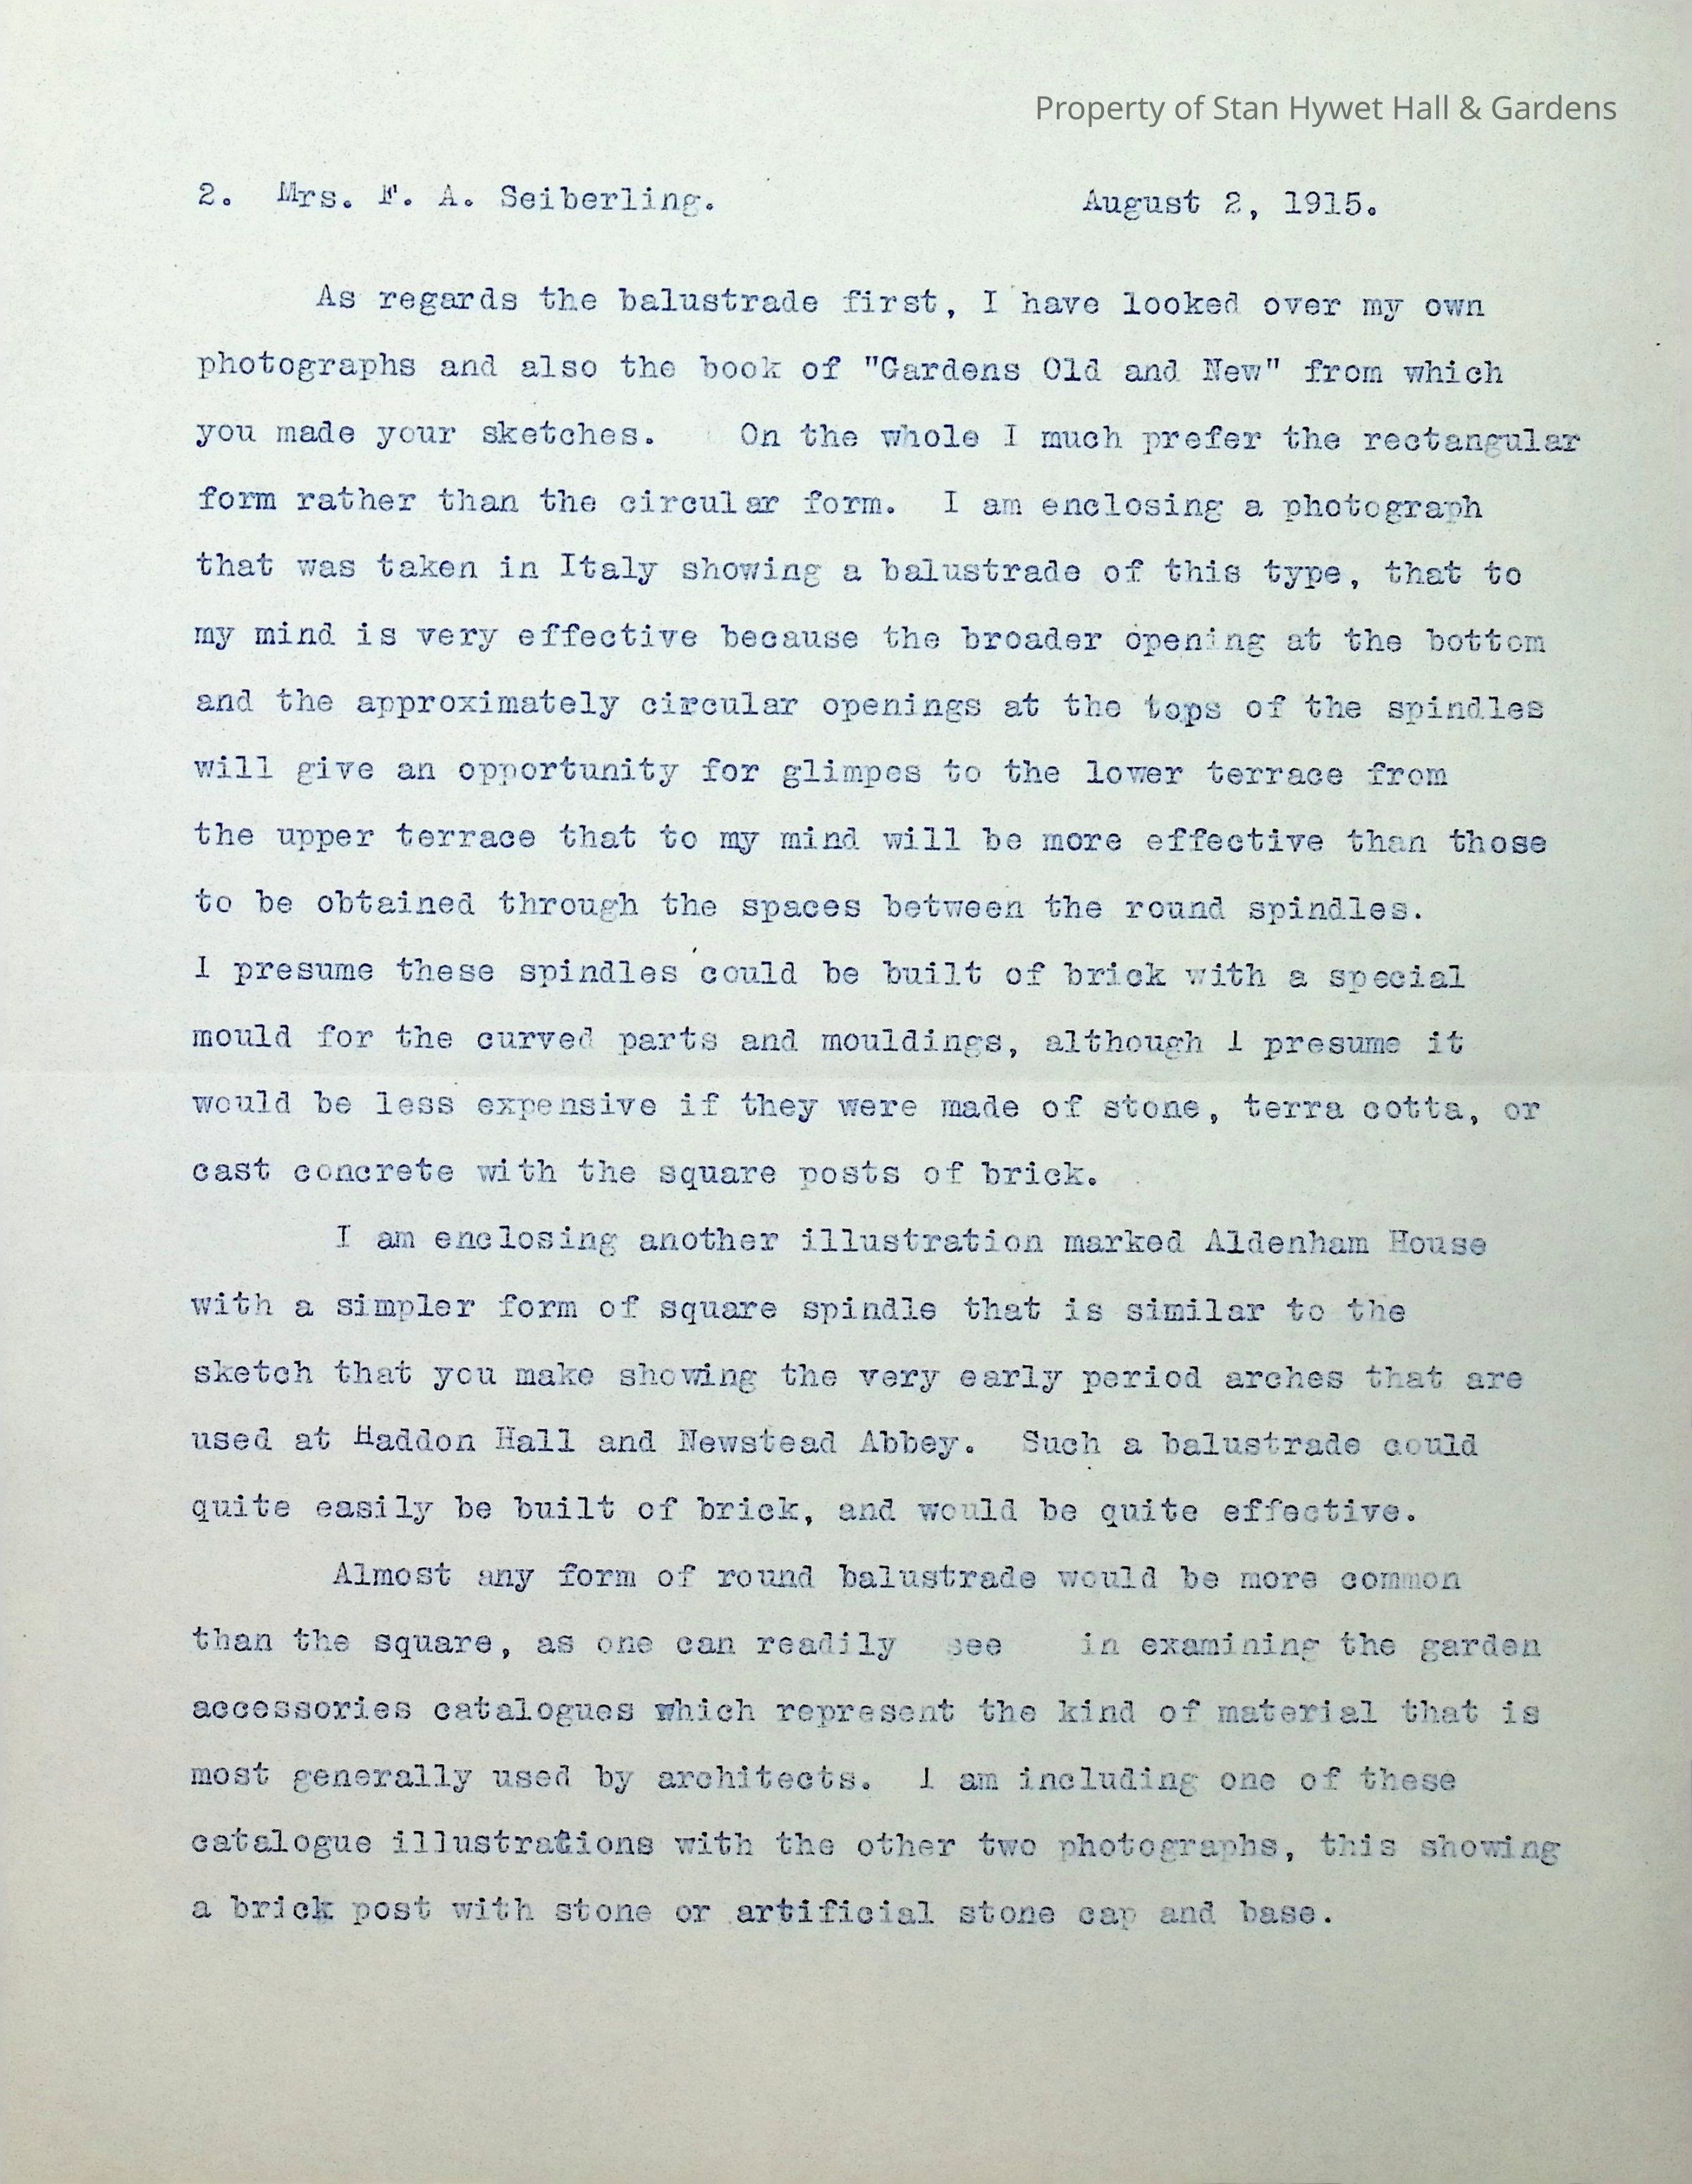 Property of Stan Hywet Hall & Gardens
2. Mrs. F. A. Seiberling. August 2, 1915.
As regards the balustrade first, I have looked over my own
photographs and also the book of "Gardens Old and New" from which
you made your sketches. On the whole I much prefer the rectangular
form rather than the circular form. I am enclosing a photograph
that was taken in Italy showing a balustrade of this type, that to
my mind is very effective because the broader opening at the bottom
and the approximately circular openings at the tops of the spindles
will give an opportunity for glimpes to the lower terrace from
the upper terrace that to my mind will be more effective than those
to be obtained through the spaces between the round spindles.
I presume these spindles could be built of brick with a special
mould for the curved parts and mouldings, although I presume it
would be less expensive if they were made of stone, terra cotta, or
cast concrete with the square posts of brick.
I am enclosing another illustration marked Aldenham House
with a simpler form of square spindle that is similar to the
sketch that you make showing the very early period arches that are
used at Haddon Hall and Newstead Abbey. Such a balustrade could
quite easily be built of brick, and would be quite effective.
Almost any form of round balustrade would be more common
than the square, as one can readily see in examining the garden
accessories catalogues which represent the kind of material that is
most generally used by architects. I am including one of these
catalogue illustrations with the other two photographs, this showing
a brick post with stone or artificial stone cap and base.